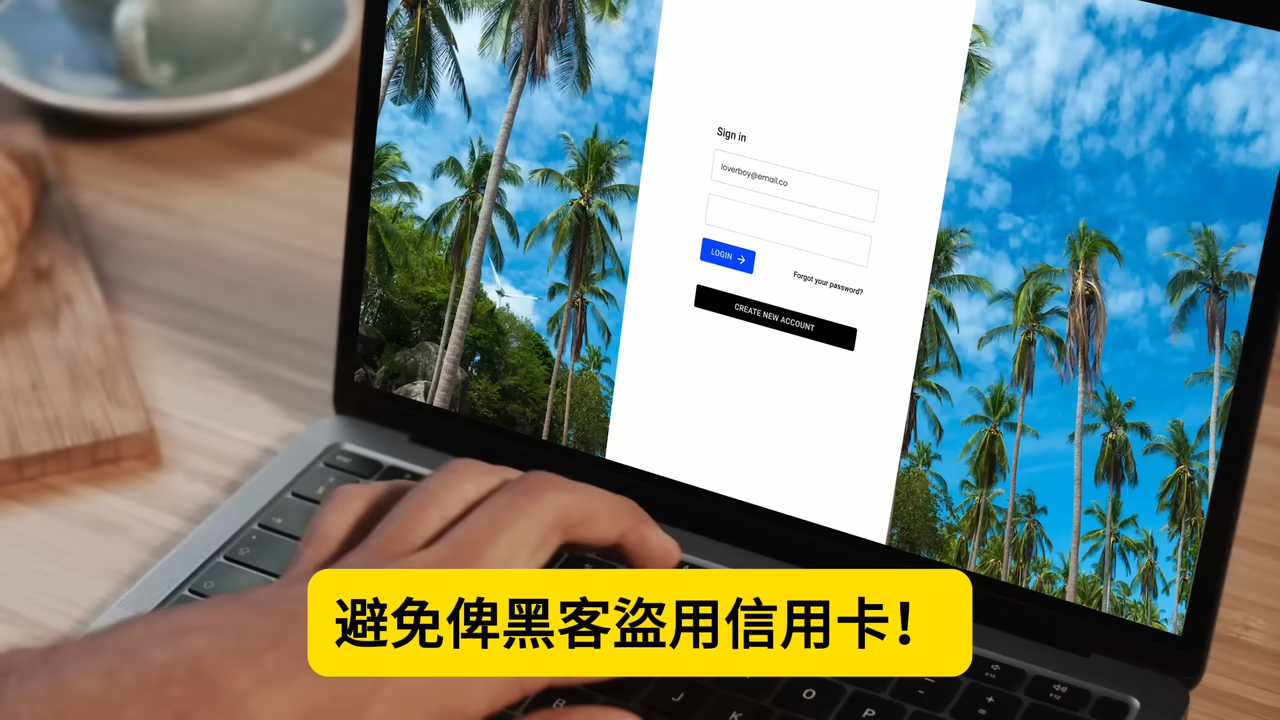 Sign in
loverboy@email.co
LOGIN
Forgot your password?
CREATE NEW ACCOUNT
避免俾黑客盜用信用卡！
J
K
O
P